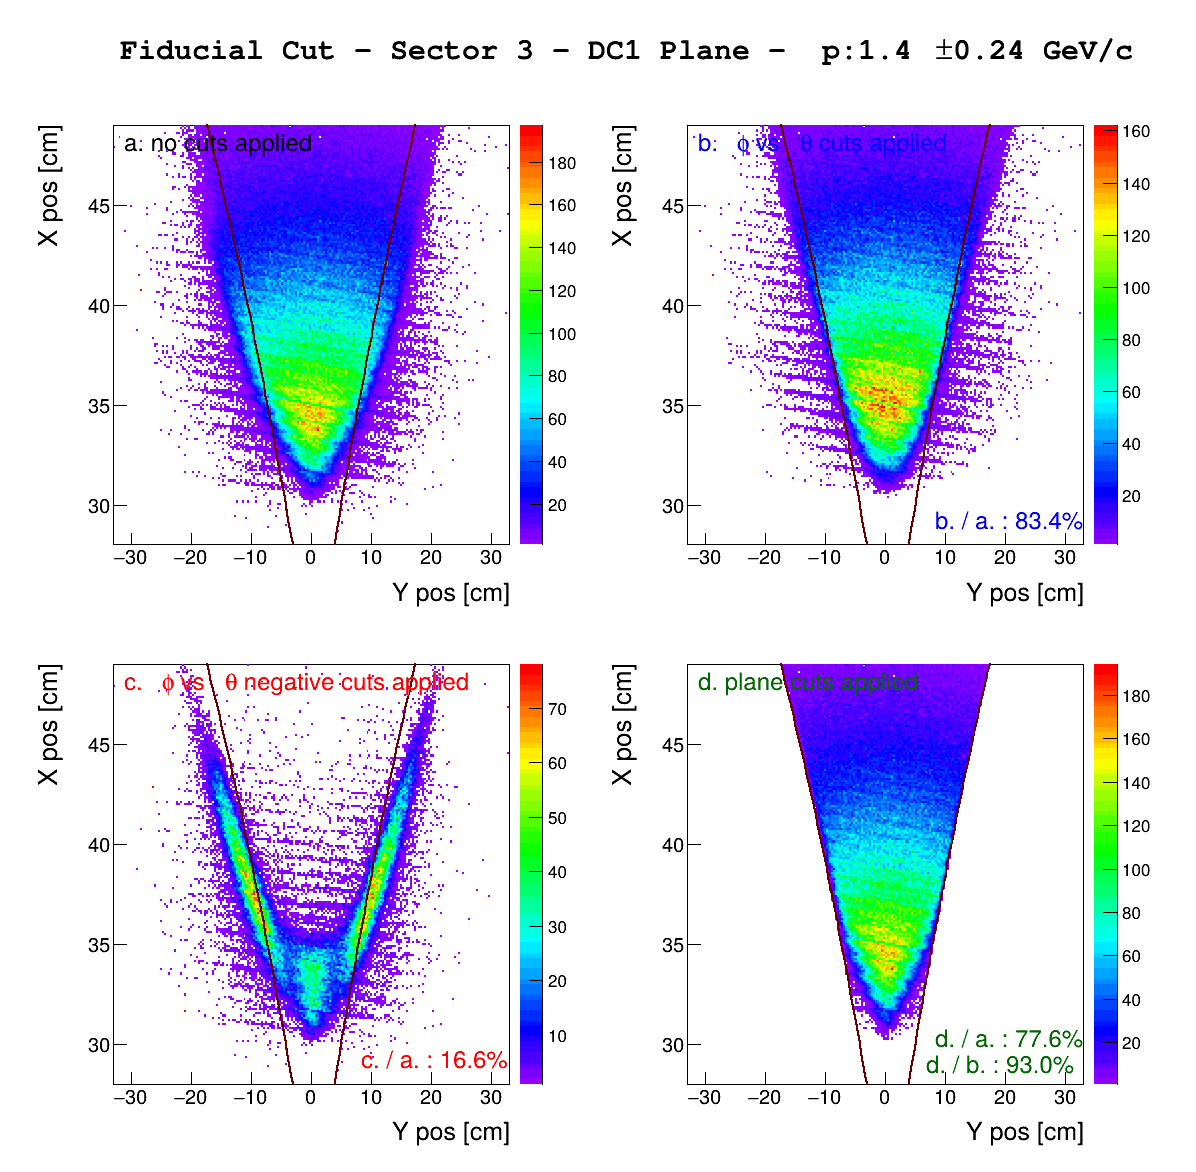 Fiducial Cut − Sector 3 − DC1 Plane − p:1.4 ±0.24 GeV/c
X pos [cm]
a: no cuts applied
45
40
35
30
−30 −20 −10 0 10 20 30
Y pos [cm]
180
160
140
120
100
80
60
40
20
X pos [cm]
b: ϕ vs θ cuts applied
45
40
35
30
b. / a. : 83.4%
−30 −20 −10 0 10 20 30
Y pos [cm]
160
140
120
100
80
60
40
20
X pos [cm]
c. ϕ vs θ negative cuts applied
45
40
35
30
c. / a. : 16.6%
−30 −20 −10 0 10 20 30
Y pos [cm]
70
60
50
40
30
20
10
X pos [cm]
d. plane cuts applied
45
40
35
30
d. / a. : 77.6%
d. / b. : 93.0%
−30 −20 −10 0 10 20 30
Y pos [cm]
180
160
140
120
100
80
60
40
20